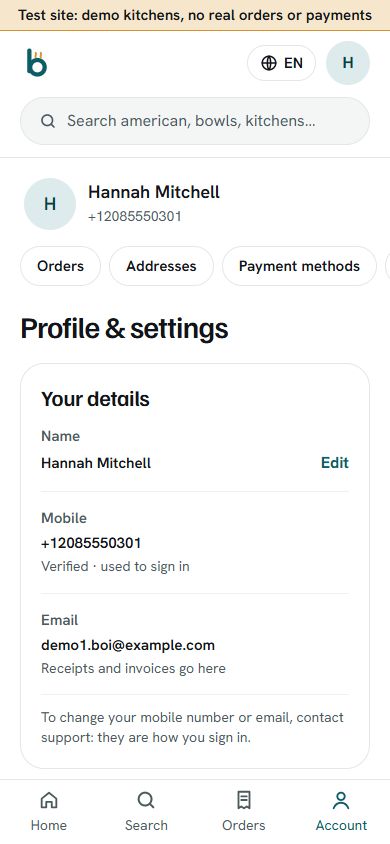 Test site: demo kitchens, no real orders or payments
b
EN
H
Search american, bowls, kitchens...
H
Hannah Mitchell
+12085550301
Orders
Addresses
Payment methods
Profile & settings
Your details
Name
Hannah Mitchell
Edit
Mobile
+12085550301
Verified · used to sign in
Email
demo1.boi@example.com
Receipts and invoices go here
To change your mobile number or email, contact
support: they are how you sign in.
Home
Search
Orders
Account